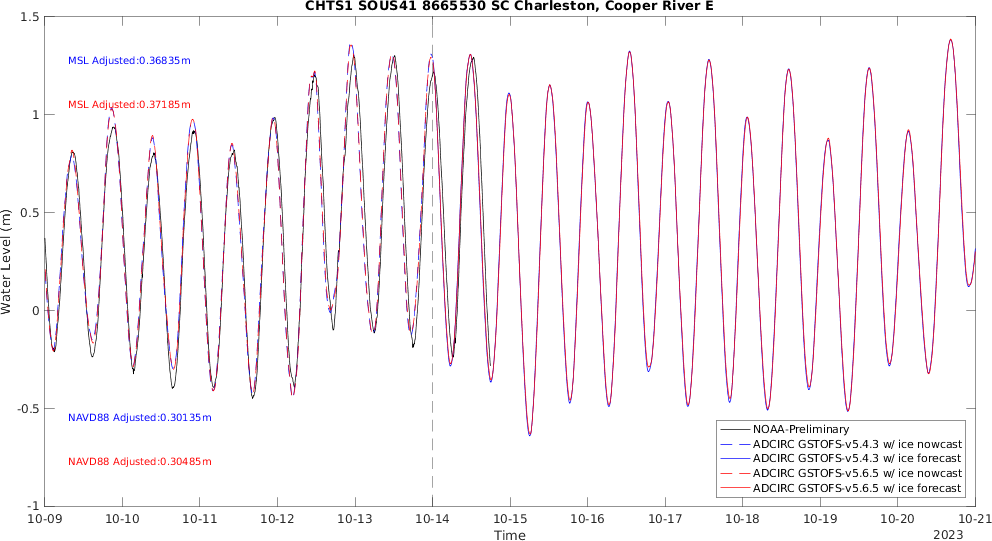 CHTS1 SOUS41 8665530 SC Charleston, Cooper River E
1.5
1
0.5
0
-0.5
-1
Water Level (m)
MSL Adjusted:0.36835m
MSL Adjusted:0.37185m
NAVD88 Adjusted:0.30135m
NAVD88 Adjusted:0.30485m
NOAA-Preliminary
ADCIRC GSTOFS-v5.4.3 w/ ice nowcast
ADCIRC GSTOFS-v5.4.3 w/ ice forecast
ADCIRC GSTOFS-v5.6.5 w/ ice nowcast
ADCIRC GSTOFS-v5.6.5 w/ ice forecast
10-09 10-10 10-11 10-12 10-13 10-14 10-15 10-16 10-17 10-18 10-19 10-20 10-21
Time
2023